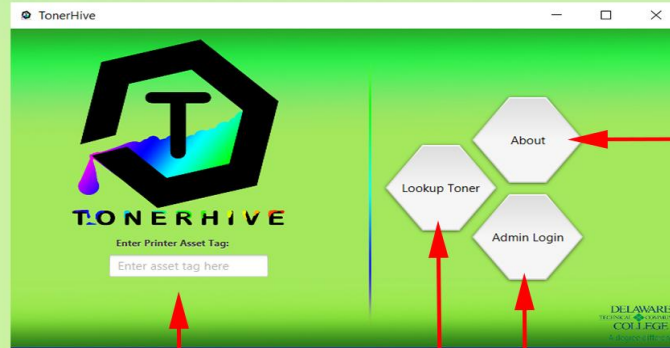 TonerHive
T
TONERHIVE
Enter Printer Asset Tag:
Enter asset tag here
About
Lookup Toner
Admin Login
DELAWARE
COLLEGE